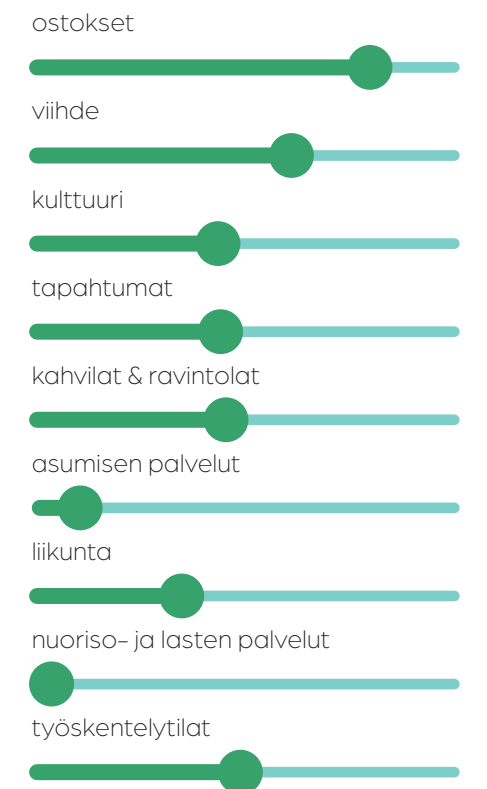 ostokset
viihde
kulttuuri
tapahtumat
kahvilat & ravintolat
asumisen palvelut
liikunta
nuoriso- ja lasten palvelut
työskentelytilat